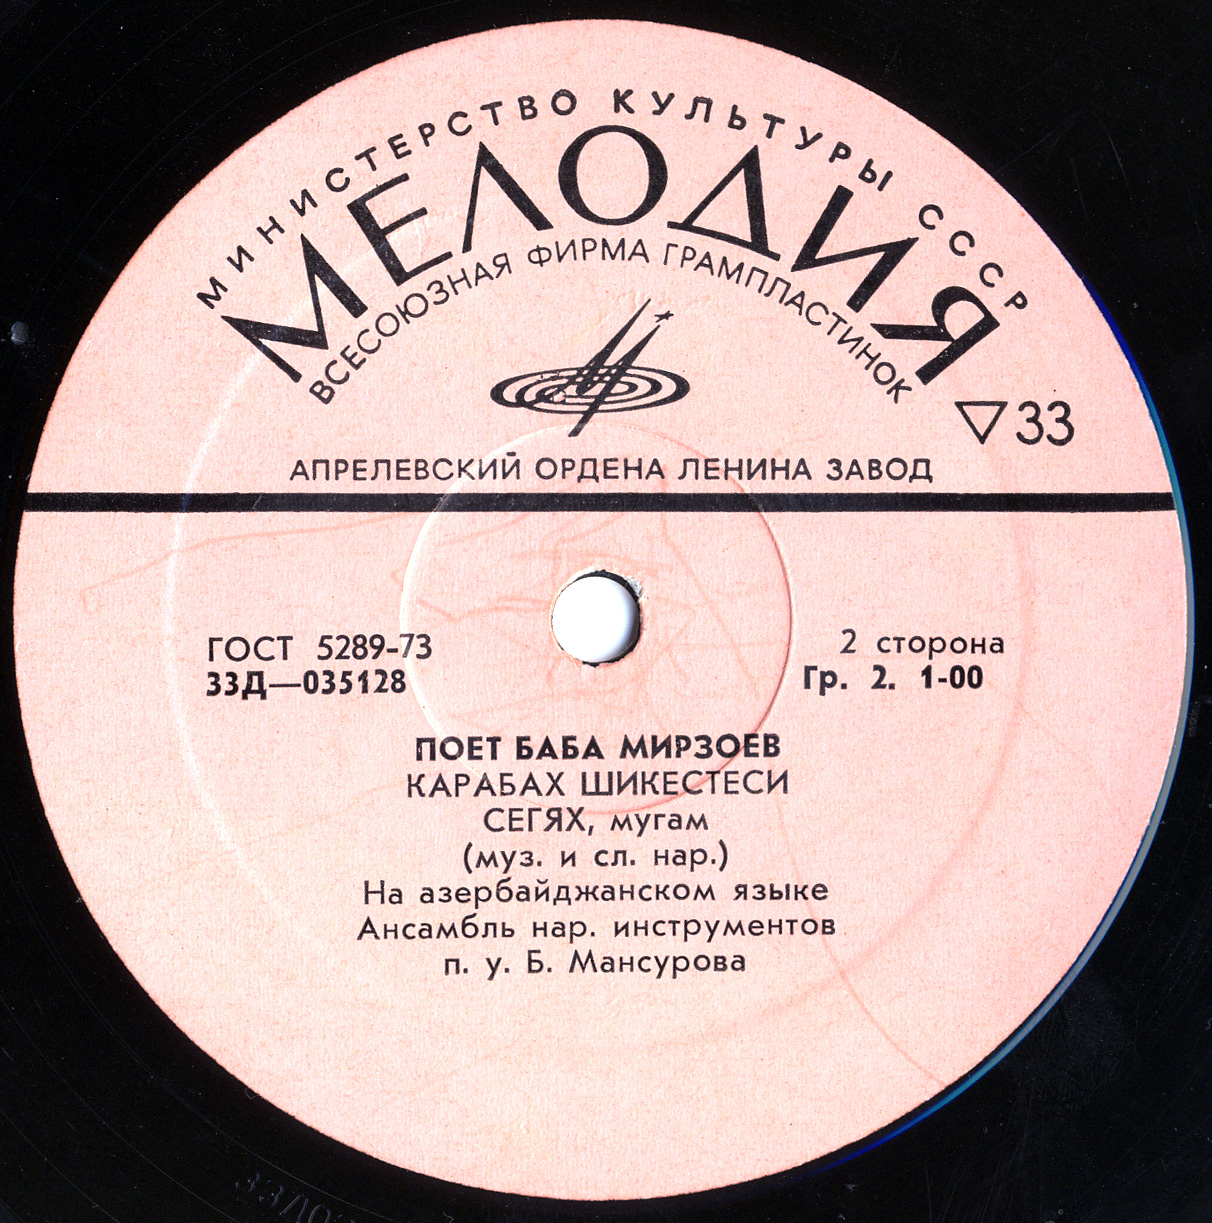 МИНИСТЕРСТВО КУЛЬТУРЫ СССР
МЕЛОДИЯ
ВСЕСОЮЗНАЯ ФИРМА ГРАМПЛАСТИНОК
▽33
АПРЕЛЕВСКИЙ ОРДЕНА ЛЕНИНА ЗАВОД
ГОСТ 5289-73
33Д—035128
2 сторона
Гр. 2. 1-00
ПОЕТ БАБА МИРЗОЕВ
КАРАБАХ ШИКЕСТЕСИ
СЕГЯХ, мугам
(муз. и сл. нар.)
На азербайджанском языке
Ансамбль нар. инструментов
п. у. Б. Мансурова